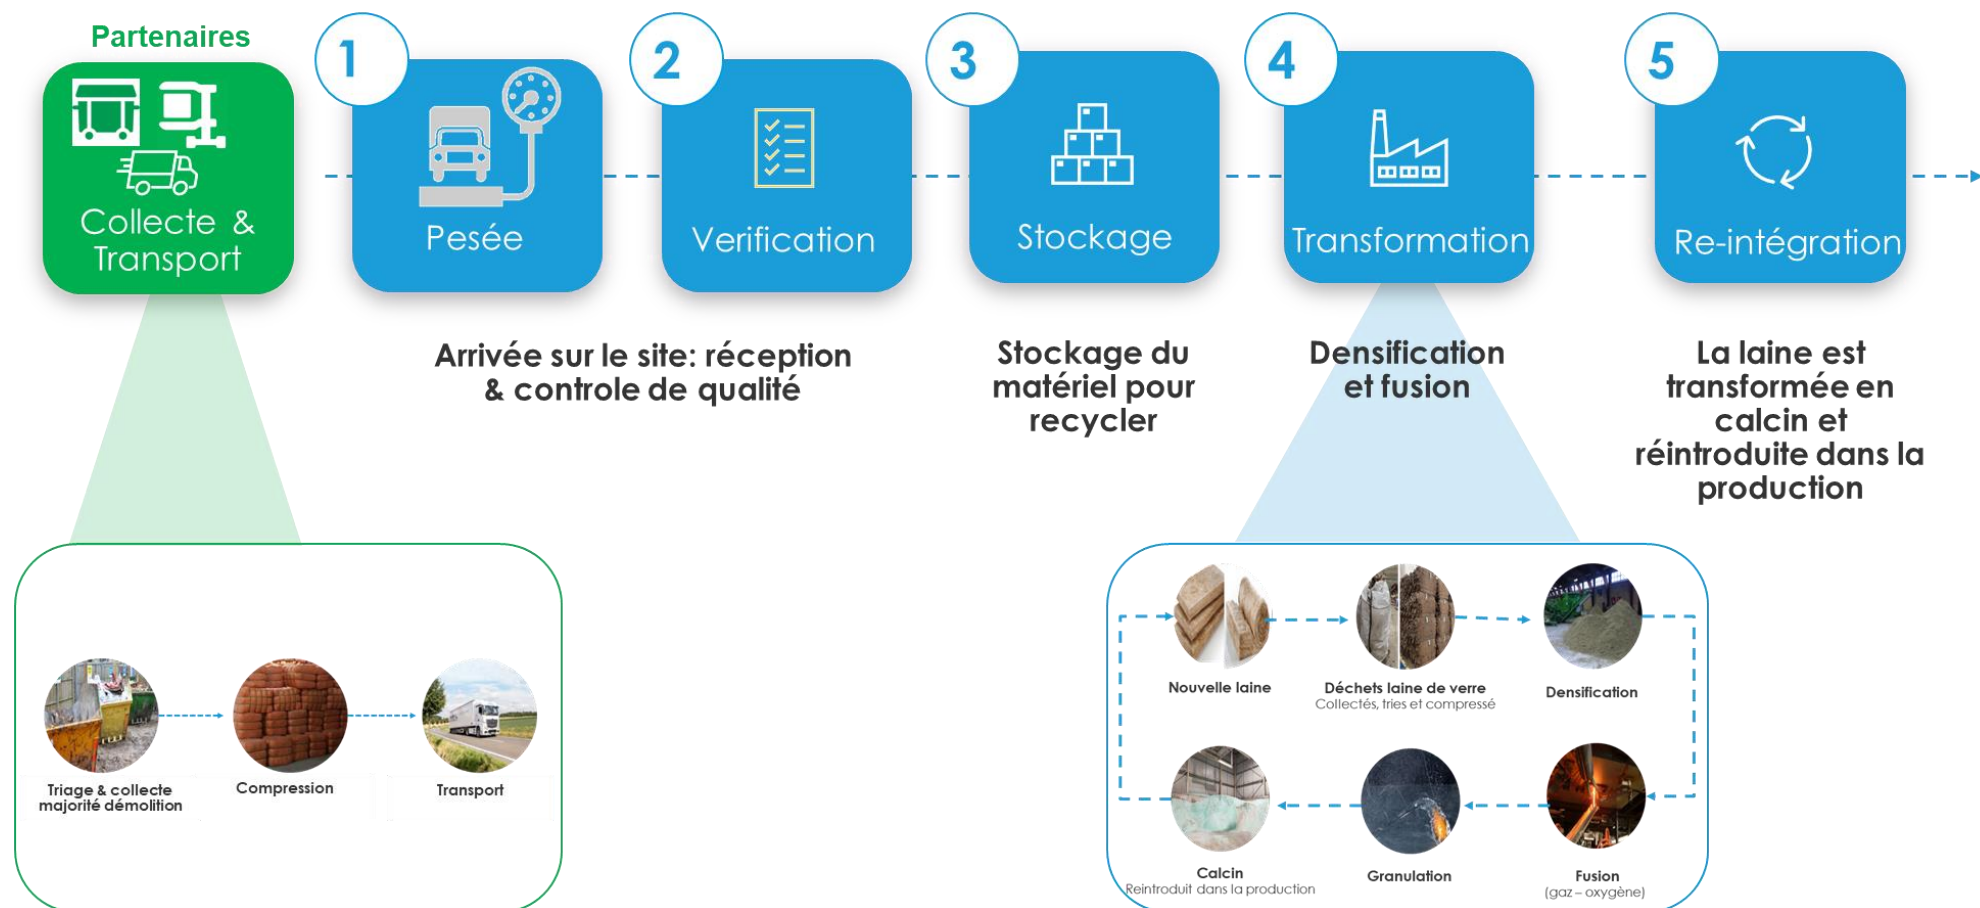 Partenaires
1
2
3
4
5
Collecte &
Transport
Pesée
Verification
Stockage
Transformation
Re-intégration
Arrivée sur le site: réception
& controle de qualité
Stockage du
matériel pour
recycler
Densification
et fusion
La laine est
transformée en
calcin et
réintroduite dans la
production
Triage & collecte
majorité démolition
Compression
Transport
Nouvelle laine
Déchets laine de verre
Collectés, tries et compressé
Densification
Calcin
Reintroduit dans la production
Granulation
Fusion
(gaz – oxygène)